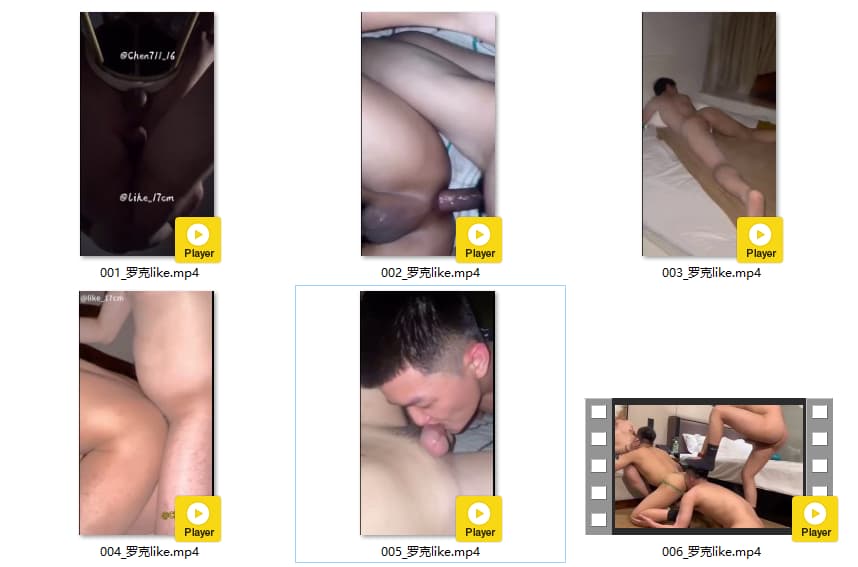 @Chen711_16
@like_17cm
Player
Player
Player
001_罗克like.mp4
002_罗克like.mp4
003_罗克like.mp4
@like_17cm
Player
Player
Player
004_罗克like.mp4
005_罗克like.mp4
006_罗克like.mp4